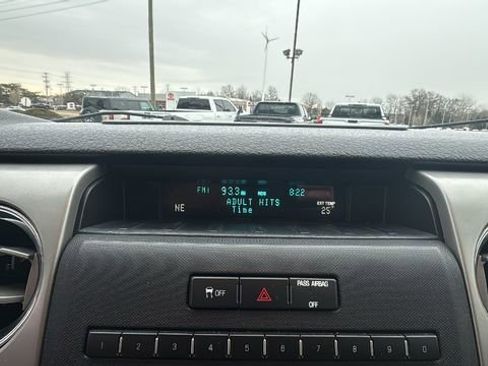 FM1 93.3 8:22
ADULT HITS
NE Time EXT TEMP 25°
OFF PASS AIRBAG OFF
1 2 3 4 5 6 7 8 9 0